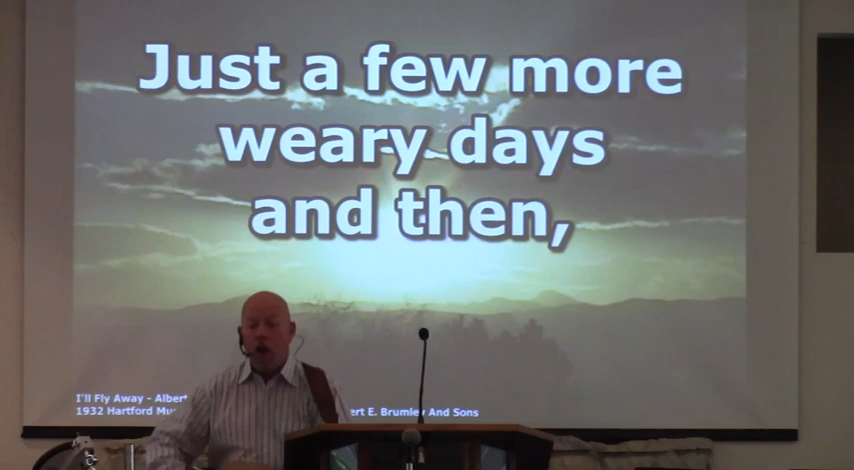 Just a few more
weary days
and then,
I'll Fly Away - Albert
1932 Hartford Mu ert E. Brumley And Sons